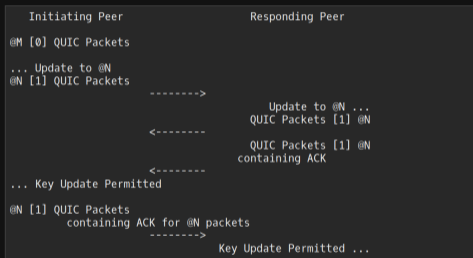 Initiating Peer                    Responding Peer
@M [0] QUIC Packets
... Update to @N
@N [1] QUIC Packets
-------->
Update to @N ...
QUIC Packets [1] @N
<--------
QUIC Packets [1] @N
containing ACK
<--------
... Key Update Permitted
@N [1] QUIC Packets
containing ACK for @N packets
-------->
Key Update Permitted ...